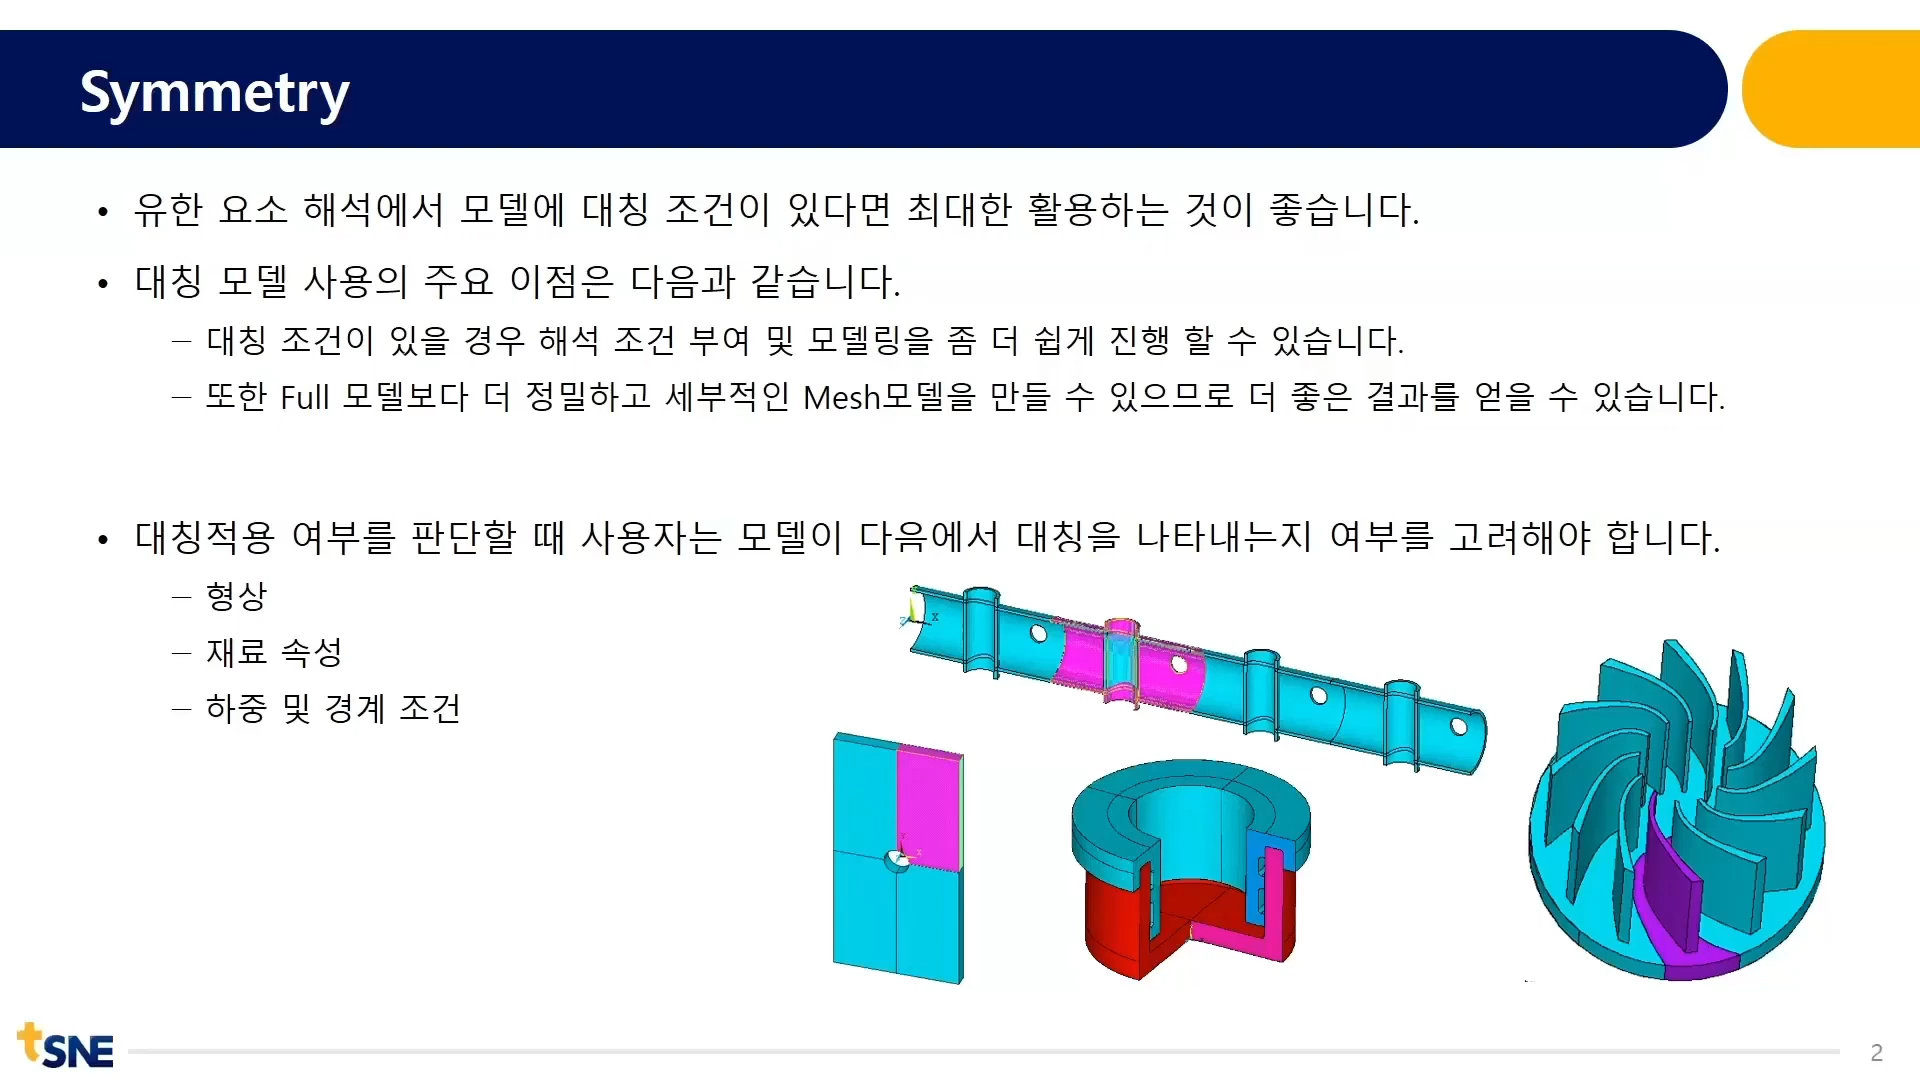 Symmetry
• 유한 요소 해석에서 모델에 대칭 조건이 있다면 최대한 활용하는 것이 좋습니다.
• 대칭 모델 사용의 주요 이점은 다음과 같습니다.
– 대칭 조건이 있을 경우 해석 조건 부여 및 모델링을 좀 더 쉽게 진행 할 수 있습니다.
– 또한 Full 모델보다 더 정밀하고 세부적인 Mesh모델을 만들 수 있으므로 더 좋은 결과를 얻을 수 있습니다.
• 대칭적용 여부를 판단할 때 사용자는 모델이 다음에서 대칭을 나타내는지 여부를 고려해야 합니다.
– 형상
– 재료 속성
– 하중 및 경계 조건
Z X
Y
X
tSNE
2